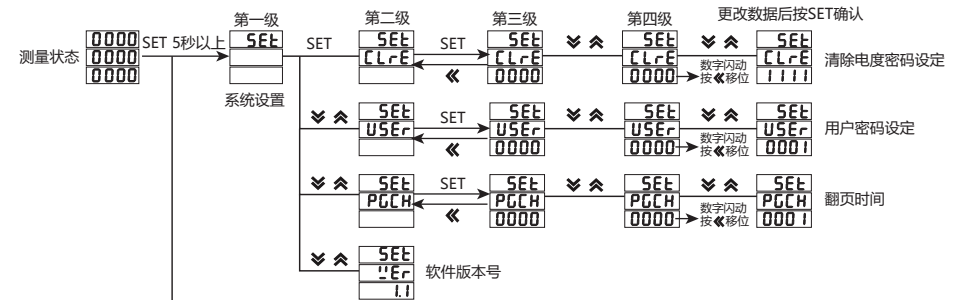 第一级
第二级
第三级
第四级
更改数据后按SET确认
测量状态
0000
0000
0000
SET 5秒以上
SEt
系统设置
SET
SEt
CLrE
SET
SEt
CLrE
0000
SEt
CLrE
0000
数字闪动
按移位
SEt
CLrE
1111
清除电度密码设定
SEt
USEr
SET
SEt
USEr
0000
SEt
USEr
0000
数字闪动
按移位
SEt
USEr
0001
用户密码设定
SEt
PGCH
SET
SEt
PGCH
0000
SEt
PGCH
0000
数字闪动
按移位
SEt
PGCH
0001
翻页时间
SEt
1.1
软件版本号